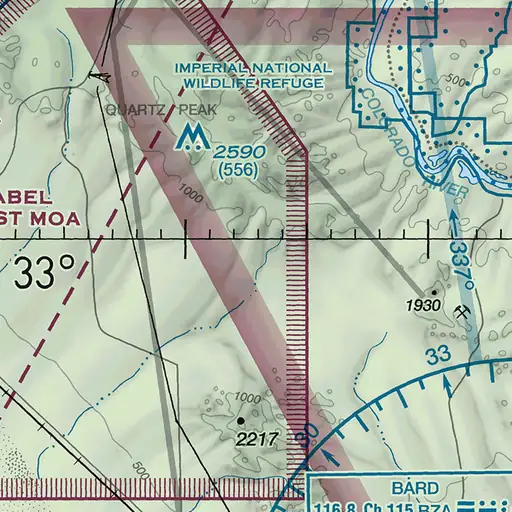 IMPERIAL NATIONAL
WILDLIFE REFUGE
500
QUARTZ PEAK
COLORADO RIVER
2590
(556)
1000
ABEL
ST MOA
337°
33°
1930
33
1000
30
2217
500
BARD
116.8 Ch 115 BZA